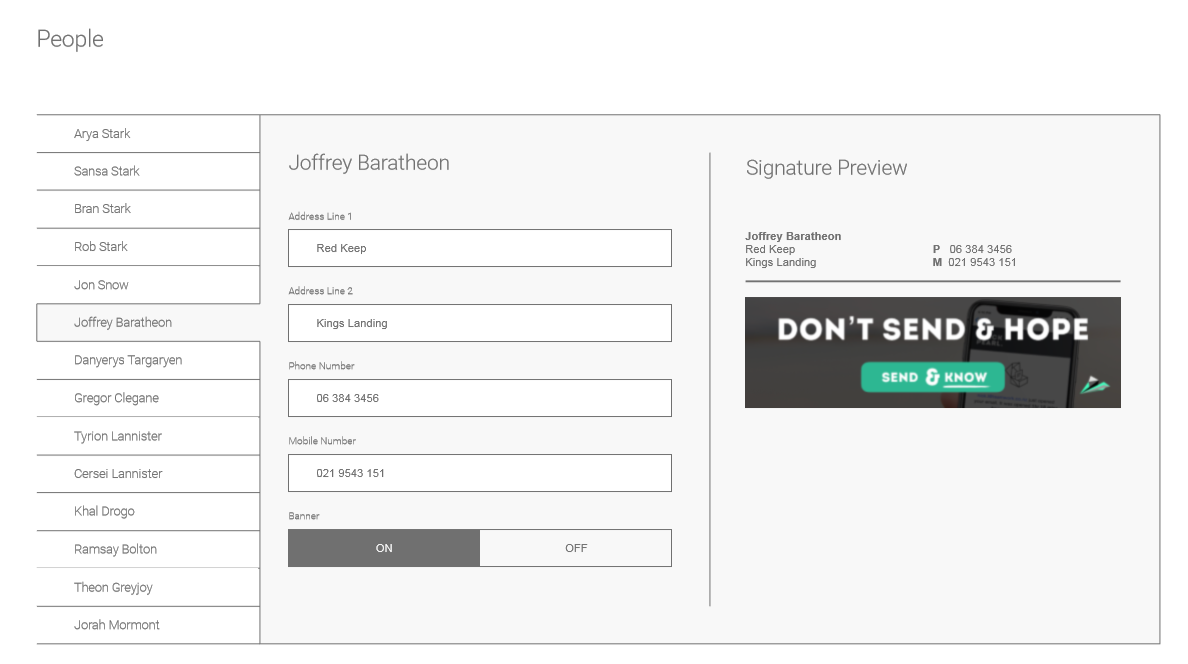 People
Arya Stark
Sansa Stark
Bran Stark
Rob Stark
Jon Snow
Joffrey Baratheon
Danyerys Targaryen
Gregor Clegane
Tyrion Lannister
Cersei Lannister
Khal Drogo
Ramsay Bolton
Theon Greyjoy
Jorah Mormont
Joffrey Baratheon
Address Line 1
Red Keep
Address Line 2
Kings Landing
Phone Number
06 384 3456
Mobile Number
021 9543 151
Banner
ON OFF
Signature Preview
Joffrey Baratheon
Red Keep P 06 384 3456
Kings Landing M 021 9543 151
DON'T SEND & HOPE
SEND & KNOW